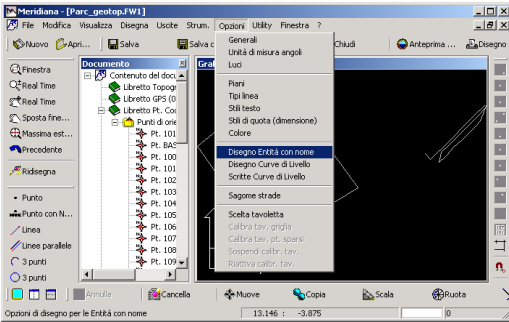 Meridiana - [Parc_geotop.FW1]
File Modifica Visualizza Disegna Uscite Strum. Opzioni Utility Finestra ?
Nuovo Apri... Salva Salva c Chiudi Anteprima ... Disegno
Generali
Unità di misura angoli
Luci
Piani
Tipi linea
Stili testo
Stili di quota (dimensione)
Colore
Disegno Entità con nome
Disegno Curve di Livello
Scritte Curve di Livello
Sagome strade
Scelta tavoletta
Calibra tav. griglia
Calibra tav. pt. sparsi
Sospendi calibr. tav.
Riattiva calibr. tav.
Finestra
Real Time
Real Time
Sposta fine...
Massima est...
Precedente
Ridisegna
Punto
Punto con N...
Linea
Linee parallele
3 punti
3 punti
Documento
Contenuto del docu
Libretto Topogr
Libretto GPS (0
Libretto Pt. Coo
Punti di orie
Pt. 101
Pt. BAS
Pt. 100
Pt. 101
Pt. 102
Pt. 103
Pt. 104
Pt. 105
Pt. 106
Pt. 107
Pt. 108
Pt. 109
Graf
Annulla Cancella Muove Copia Scala Ruota
Opzioni di disegno per le Entità con nome 13.146 : -3.875 0